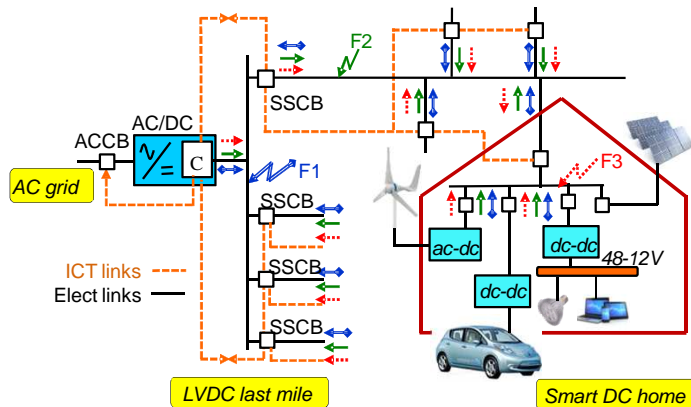 F2
SSCB
AC/DC
ACCB
C
AC grid
F1
F3
SSCB
ac-dc
dc-dc
48-12V
ICT links
SSCB
Elect links
dc-dc
SSCB
LVDC last mile
Smart DC home